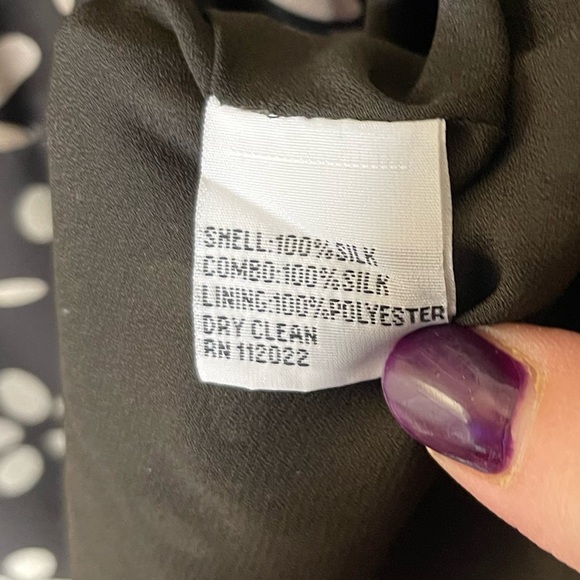 SHELL:100%SILK
COMBO:100%SILK
LINING:100%POLYESTER
DRY CLEAN
RN 112022